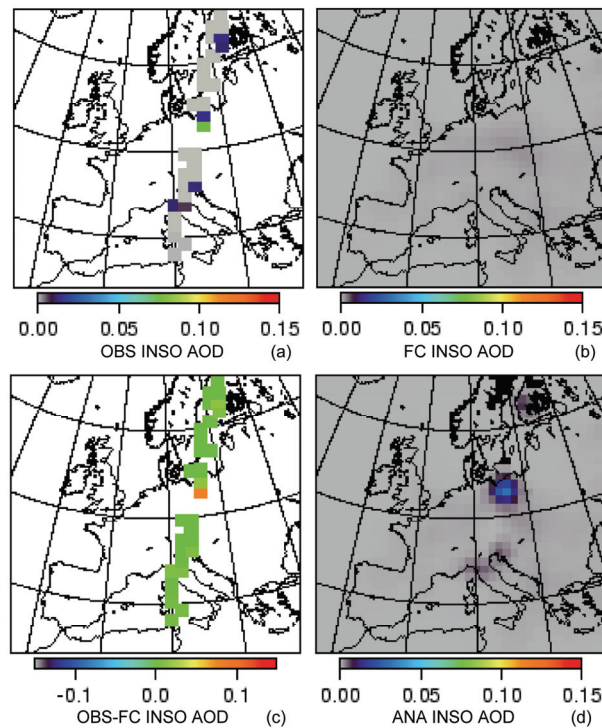 0.00 0.05 0.10 0.15
OBS INSO AOD (a)
0.00 0.05 0.10 0.15
FC INSO AOD (b)
-0.1 0.0 0.1
OBS-FC INSO AOD (c)
0.00 0.05 0.10 0.15
ANA INSO AOD (d)